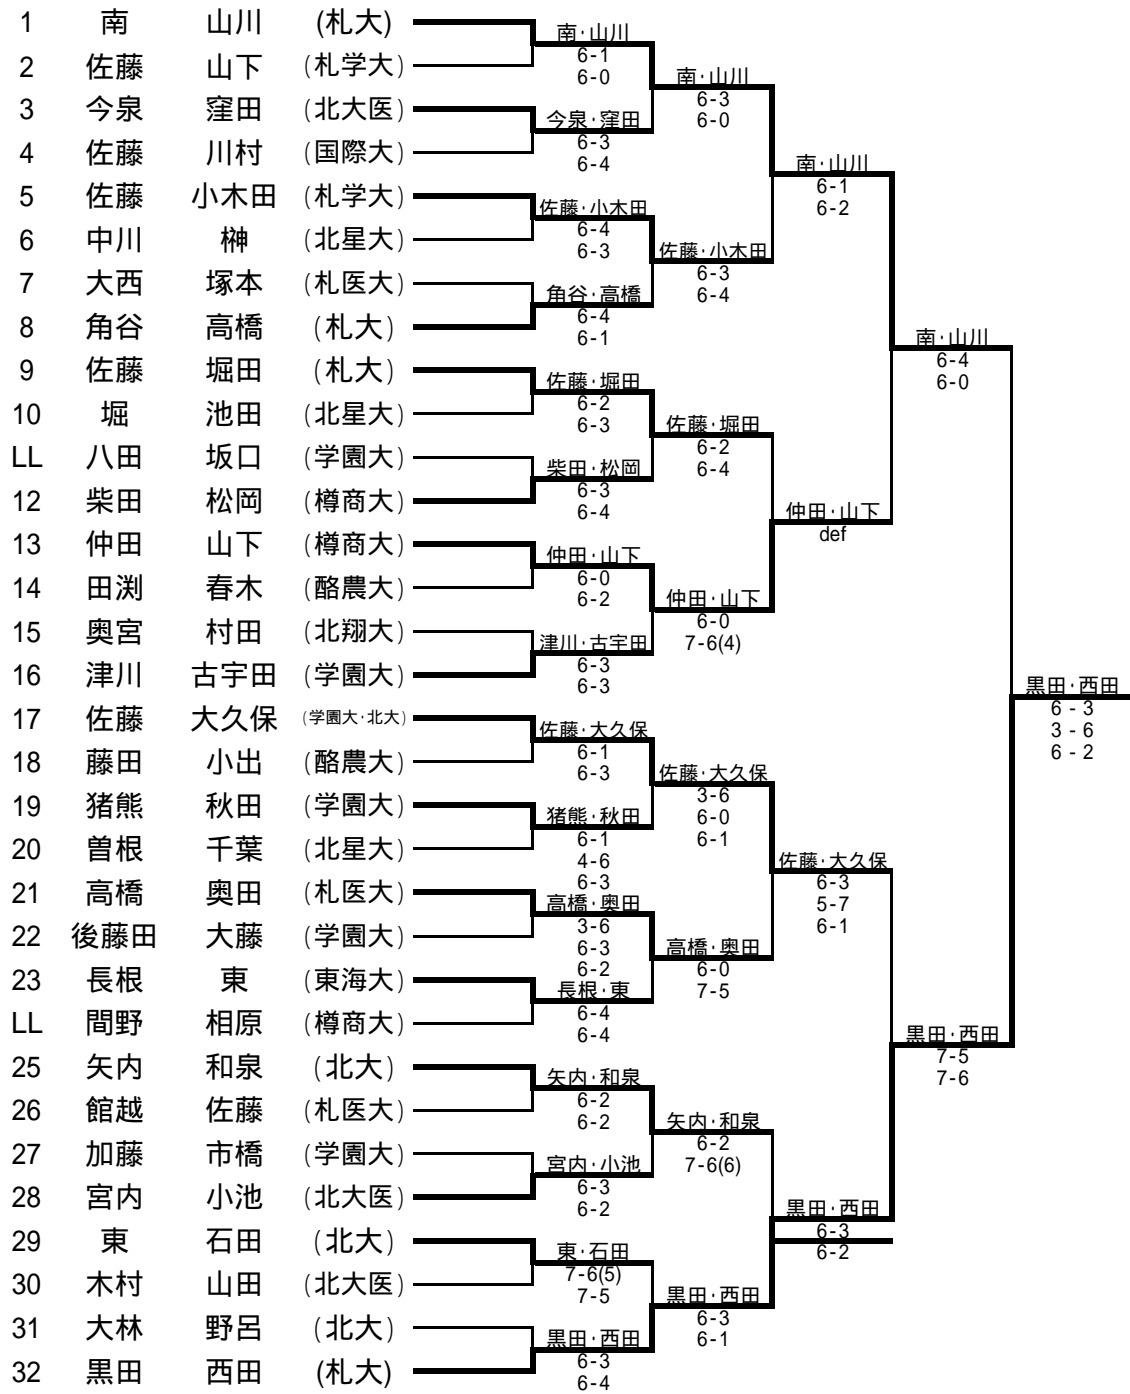 1 南 山川 (札大)
2 佐藤 山下 (札学大)
3 今泉 窪田 (北大医)
4 佐藤 川村 (国際大)
5 佐藤 小木田 (札学大)
6 中川 榊 (北星大)
7 大西 塚本 (札医大)
8 角谷 高橋 (札大)
9 佐藤 堀田 (札大)
10 堀 池田 (北星大)
LL 八田 坂口 (学園大)
12 柴田 松岡 (樽商大)
13 仲田 山下 (樽商大)
14 田渕 春木 (酪農大)
15 奥宮 村田 (北翔大)
16 津川 古宇田 (学園大)
17 佐藤 大久保 (学園大･北大)
18 藤田 小出 (酪農大)
19 猪熊 秋田 (学園大)
20 曽根 千葉 (北星大)
21 高橋 奥田 (札医大)
22 後藤田 大藤 (学園大)
23 長根 東 (東海大)
LL 間野 相原 (樽商大)
25 矢内 和泉 (北大)
26 館越 佐藤 (札医大)
27 加藤 市橋 (学園大)
28 宮内 小池 (北大医)
29 東 石田 (北大)
30 木村 山田 (北大医)
31 大林 野呂 (北大)
32 黒田 西田 (札大)
南･山川
6-1
6-0
今泉･窪田
6-3
6-4
佐藤･小木田
6-4
6-3
角谷･高橋
6-4
6-1
佐藤･堀田
6-2
6-3
柴田･松岡
6-3
6-4
仲田･山下
6-0
6-2
津川･古宇田
6-3
6-3
佐藤･大久保
6-1
6-3
猪熊･秋田
6-1
4-6
6-3
高橋･奥田
3-6
6-3
6-2
長根･東
6-4
6-4
矢内･和泉
6-2
6-2
宮内･小池
6-3
6-2
東･石田
7-6(5)
7-5
黒田･西田
6-3
6-4
南･山川
6-3
6-0
佐藤･小木田
6-3
6-4
佐藤･堀田
6-2
6-4
仲田･山下
6-0
7-6(4)
佐藤･大久保
3-6
6-0
6-1
高橋･奥田
6-0
7-5
矢内･和泉
6-2
7-6(6)
黒田･西田
6-3
6-1
南･山川
6-1
6-2
仲田･山下
def
佐藤･大久保
6-3
5-7
6-1
黒田･西田
6-3
6-2
南･山川
6-4
6-0
黒田･西田
7-5
7-6
黒田･西田
6 - 3
3 - 6
6 - 2